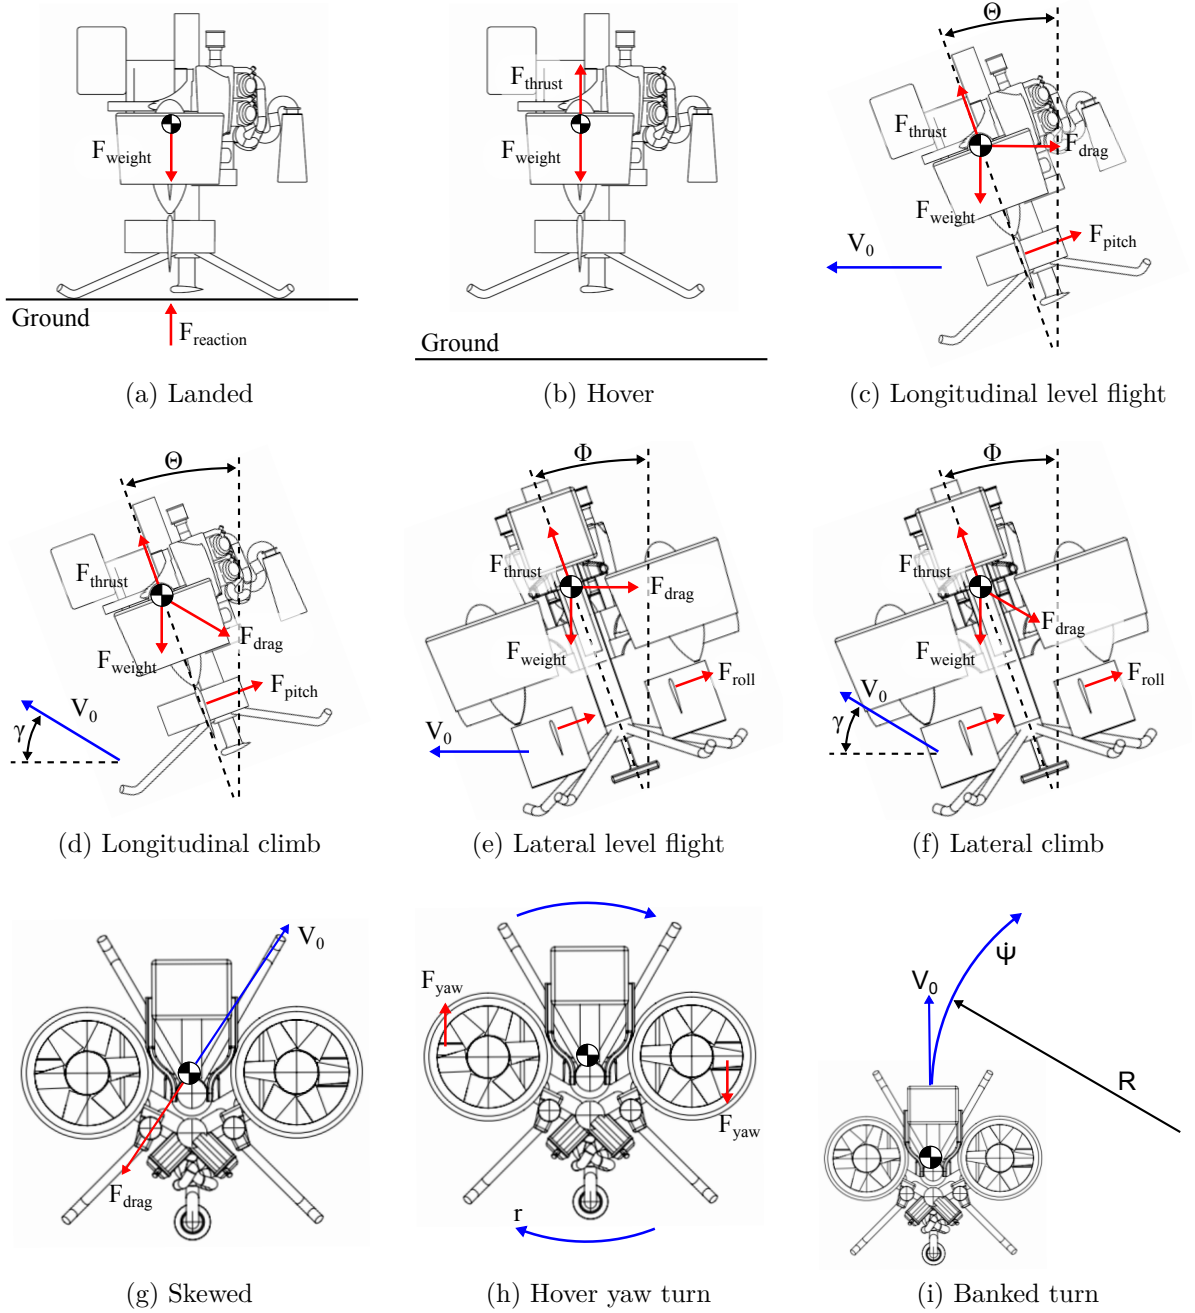 F_thrust
F_weight
F_weight
Ground
F_reaction
Ground
Θ
F_thrust
F_drag
F_weight
F_pitch
V_0
(a) Landed
(b) Hover
(c) Longitudinal level flight
Θ
F_thrust
F_drag
F_weight
F_pitch
V_0
γ
Φ
F_thrust
F_drag
F_weight
F_roll
V_0
Φ
F_thrust
F_drag
F_weight
F_roll
V_0
γ
(d) Longitudinal climb
(e) Lateral level flight
(f) Lateral climb
V_0
F_drag
F_yaw
F_yaw
r
V_0
Ψ̇
R
(g) Skewed
(h) Hover yaw turn
(i) Banked turn